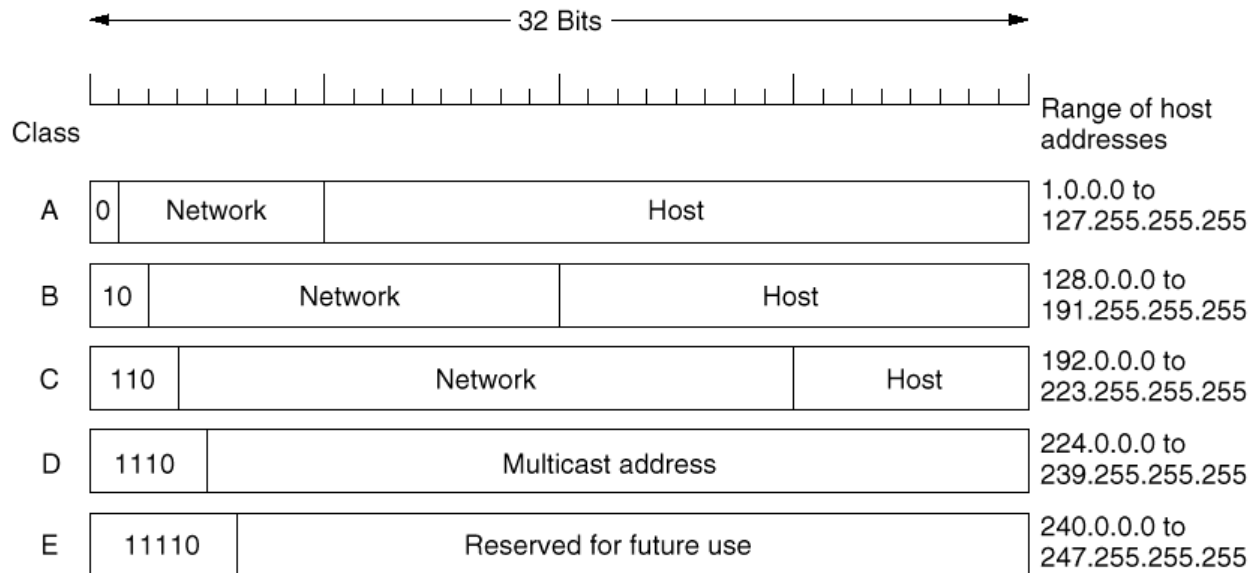 32 Bits
Class
Range of host
addresses
A
0
Network
Host
1.0.0.0 to
127.255.255.255
B
10
Network
Host
128.0.0.0 to
191.255.255.255
C
110
Network
Host
192.0.0.0 to
223.255.255.255
D
1110
Multicast address
224.0.0.0 to
239.255.255.255
E
11110
Reserved for future use
240.0.0.0 to
247.255.255.255